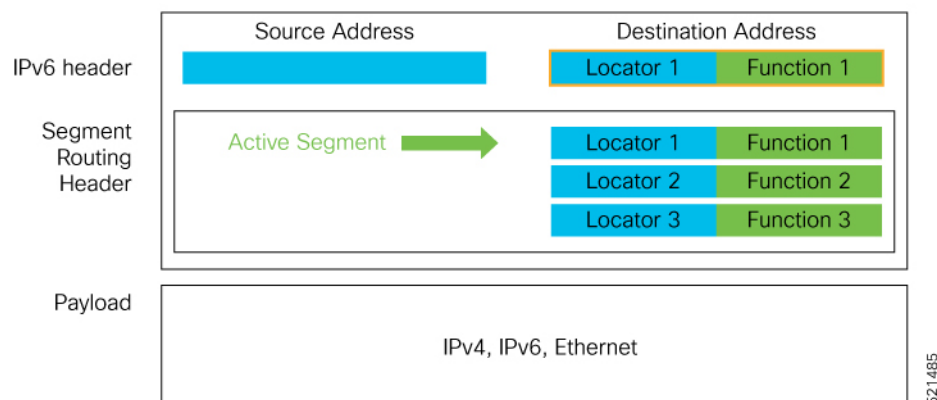 Source Address
Destination Address
IPv6 header
Locator 1
Function 1
Segment
Routing
Header
Active Segment
Locator 1
Function 1
Locator 2
Function 2
Locator 3
Function 3
Payload
IPv4, IPv6, Ethernet
521485